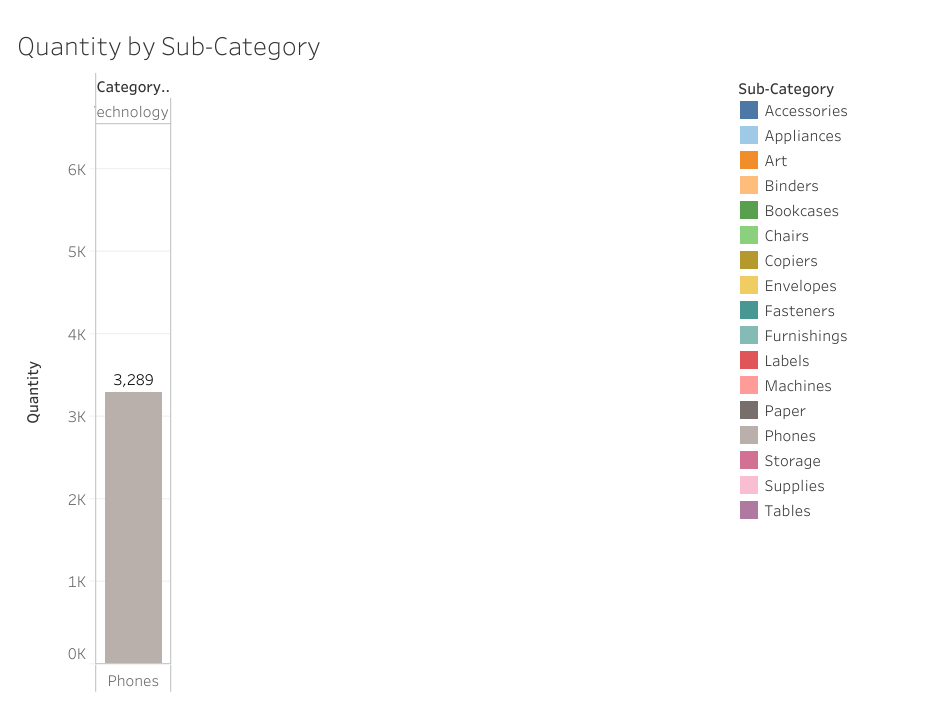 Quantity by Sub-Category
Category..
echnology
6K
5K
4K
3K
2K
1K
0K
Quantity
3,289
Phones
Sub-Category
Accessories
Appliances
Art
Binders
Bookcases
Chairs
Copiers
Envelopes
Fasteners
Furnishings
Labels
Machines
Paper
Phones
Storage
Supplies
Tables